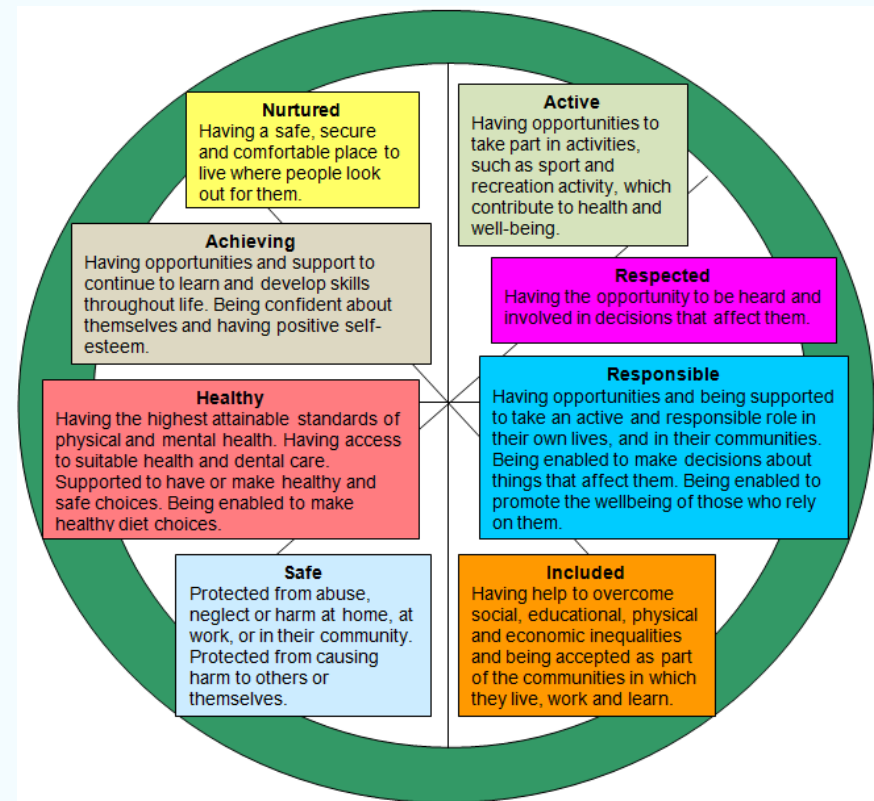 Nurtured
Having a safe, secure
and comfortable place to
live where people look
out for them.
Active
Having opportunities to
take part in activities,
such as sport and
recreation activity, which
contribute to health and
well-being.
Achieving
Having opportunities and support to
continue to learn and develop skills
throughout life. Being confident about
themselves and having positive self-
esteem.
Respected
Having the opportunity to be heard and
involved in decisions that affect them.
Healthy
Having the highest attainable standards of
physical and mental health. Having access
to suitable health and dental care.
Supported to have or make healthy and
safe choices. Being enabled to make
healthy diet choices.
Responsible
Having opportunities and being supported
to take an active and responsible role in
their own lives, and in their communities.
Being enabled to make decisions about
things that affect them. Being enabled to
promote the wellbeing of those who rely
on them.
Safe
Protected from abuse,
neglect or harm at home, at
work, or in their community.
Protected from causing
harm to others or
themselves.
Included
Having help to overcome
social, educational, physical
and economic inequalities
and being accepted as part
of the communities in which
they live, work and learn.